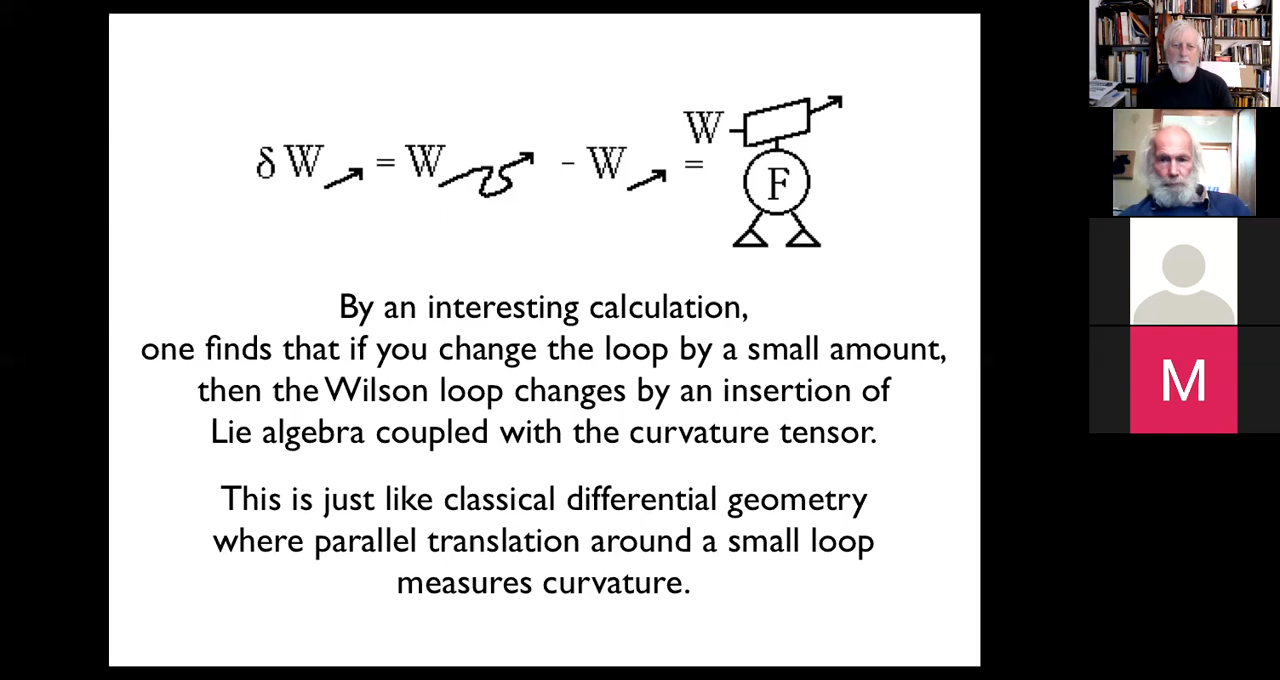 δ W = W - W = W
F
By an interesting calculation,
one finds that if you change the loop by a small amount,
then the Wilson loop changes by an insertion of
Lie algebra coupled with the curvature tensor.
This is just like classical differential geometry
where parallel translation around a small loop
measures curvature.
M